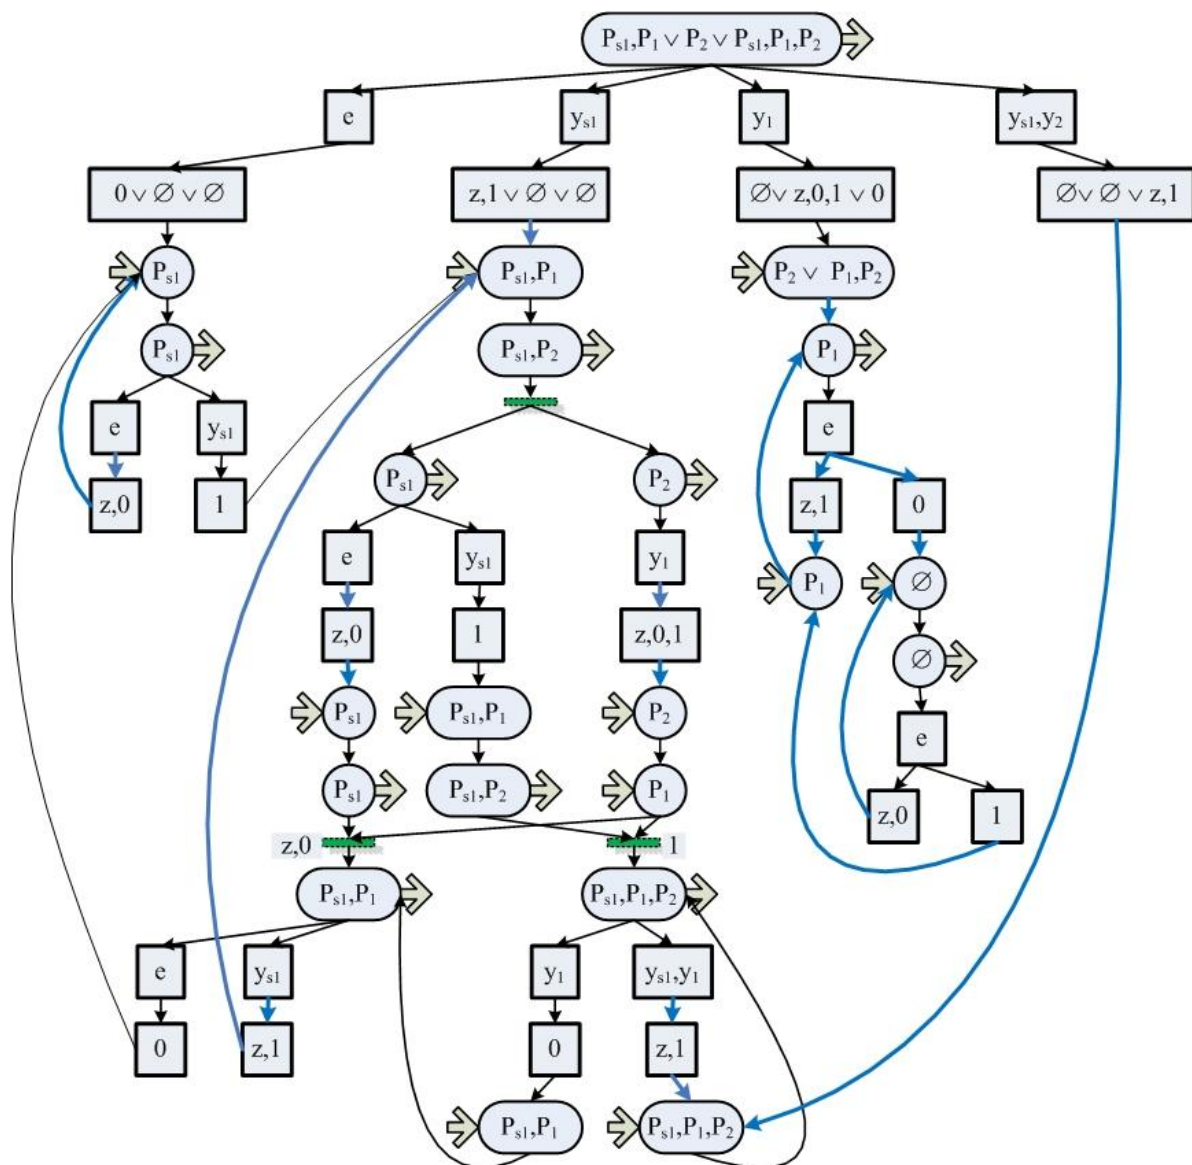 Pₛ₁,P₁ ∨ P₂ ∨ Pₛ₁,P₁,P₂
e yₛ₁ y₁ yₛ₁,y₂
0 ∨ ∅ ∨ ∅ z,1 ∨ ∅ ∨ ∅ ∅ ∨ z,0,1 ∨ 0 ∅ ∨ ∅ ∨ z,1
Pₛ₁ Pₛ₁,P₁ P₂ ∨ P₁,P₂
Pₛ₁ Pₛ₁,P₂ P₁
e yₛ₁ e
z,0 1 Pₛ₁ P₂ z,1 0
e yₛ₁ y₁ P₁ ∅
z,0 1 z,0,1 ∅
Pₛ₁ Pₛ₁,P₁ P₂ e
Pₛ₁ Pₛ₁,P₂ P₁ z,0 1
z,0 1
Pₛ₁,P₁ Pₛ₁,P₁,P₂
e yₛ₁ y₁ yₛ₁,y₁
0 z,1 0 z,1
Pₛ₁,P₁ Pₛ₁,P₁,P₂